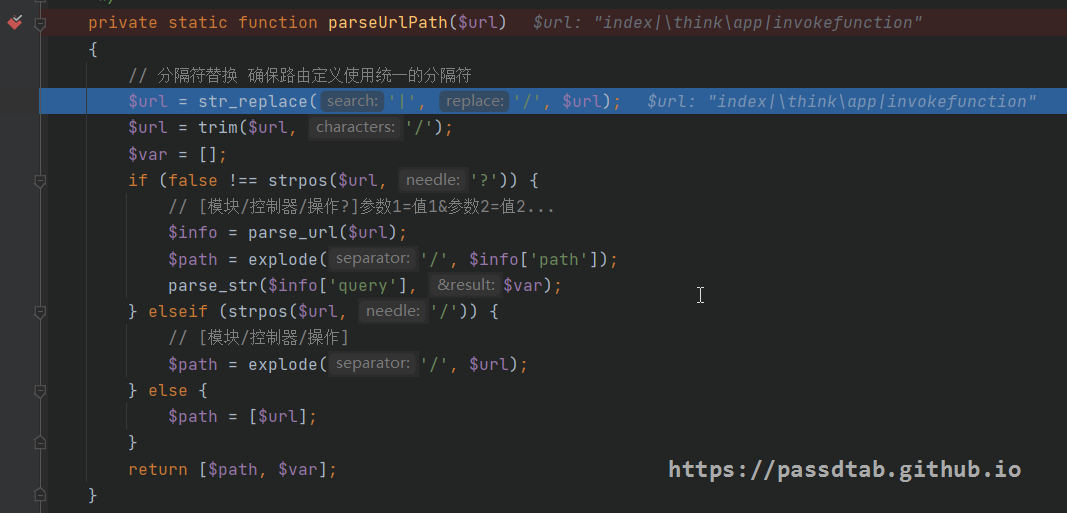 */
private static function parseUrlPath($url)  $url: "index|\think\app|invokefunction"
{
// 分隔符替换 确保路由定义使用统一的分隔符
$url = str_replace( search: '|', replace: '/', $url);  $url: "index|\think\app|invokefunction"
$url = trim($url, characters: '/');
$var = [];
if (false !== strpos($url, needle: '?')) {
// [模块/控制器/操作?]参数1=值1&参数2=值2...
$info = parse_url($url);
$path = explode( separator: '/', $info['path']);
parse_str($info['query'], &result: $var);
} elseif (strpos($url, needle: '/')) {
// [模块/控制器/操作]
$path = explode( separator: '/', $url);
} else {
$path = [$url];
}
return [$path, $var];
}
https://passdtab.github.io